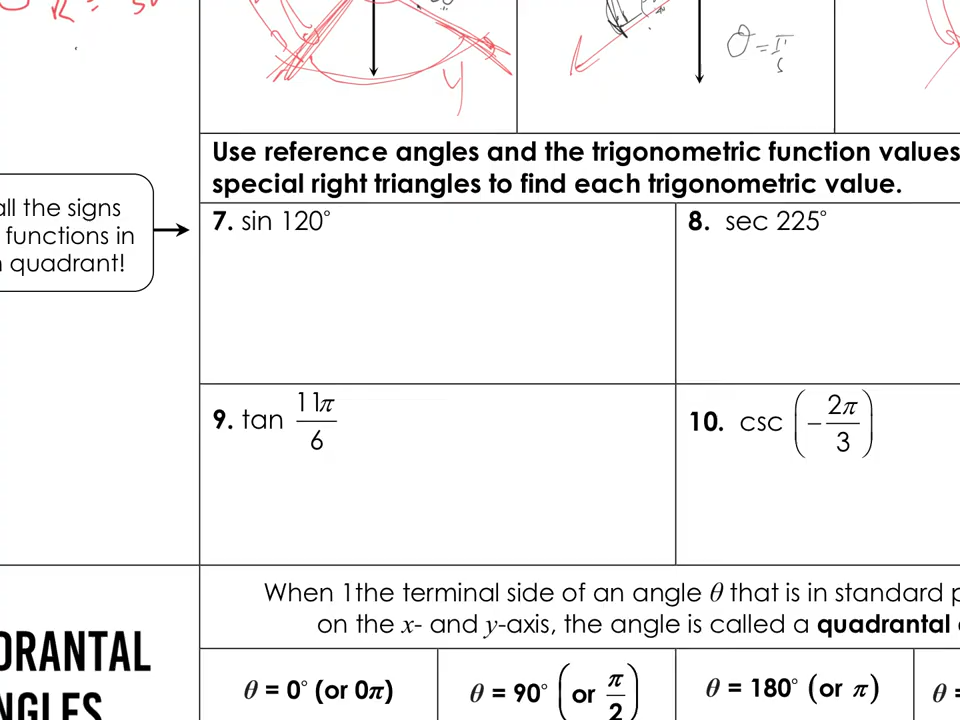 θ = π
Use reference angles and the trigonometric function values
special right triangles to find each trigonometric value.
all the signs
functions in
quadrant!
7. sin 120°
8. sec 225°
9. tan 11π/6
10. csc (−2π/3)
When 1the terminal side of an angle θ that is in standard
on the x- and y-axis, the angle is called a quadrantal
θ = 0° (or 0π)
θ = 90° (or π/2)
θ = 180° (or π)
θ =